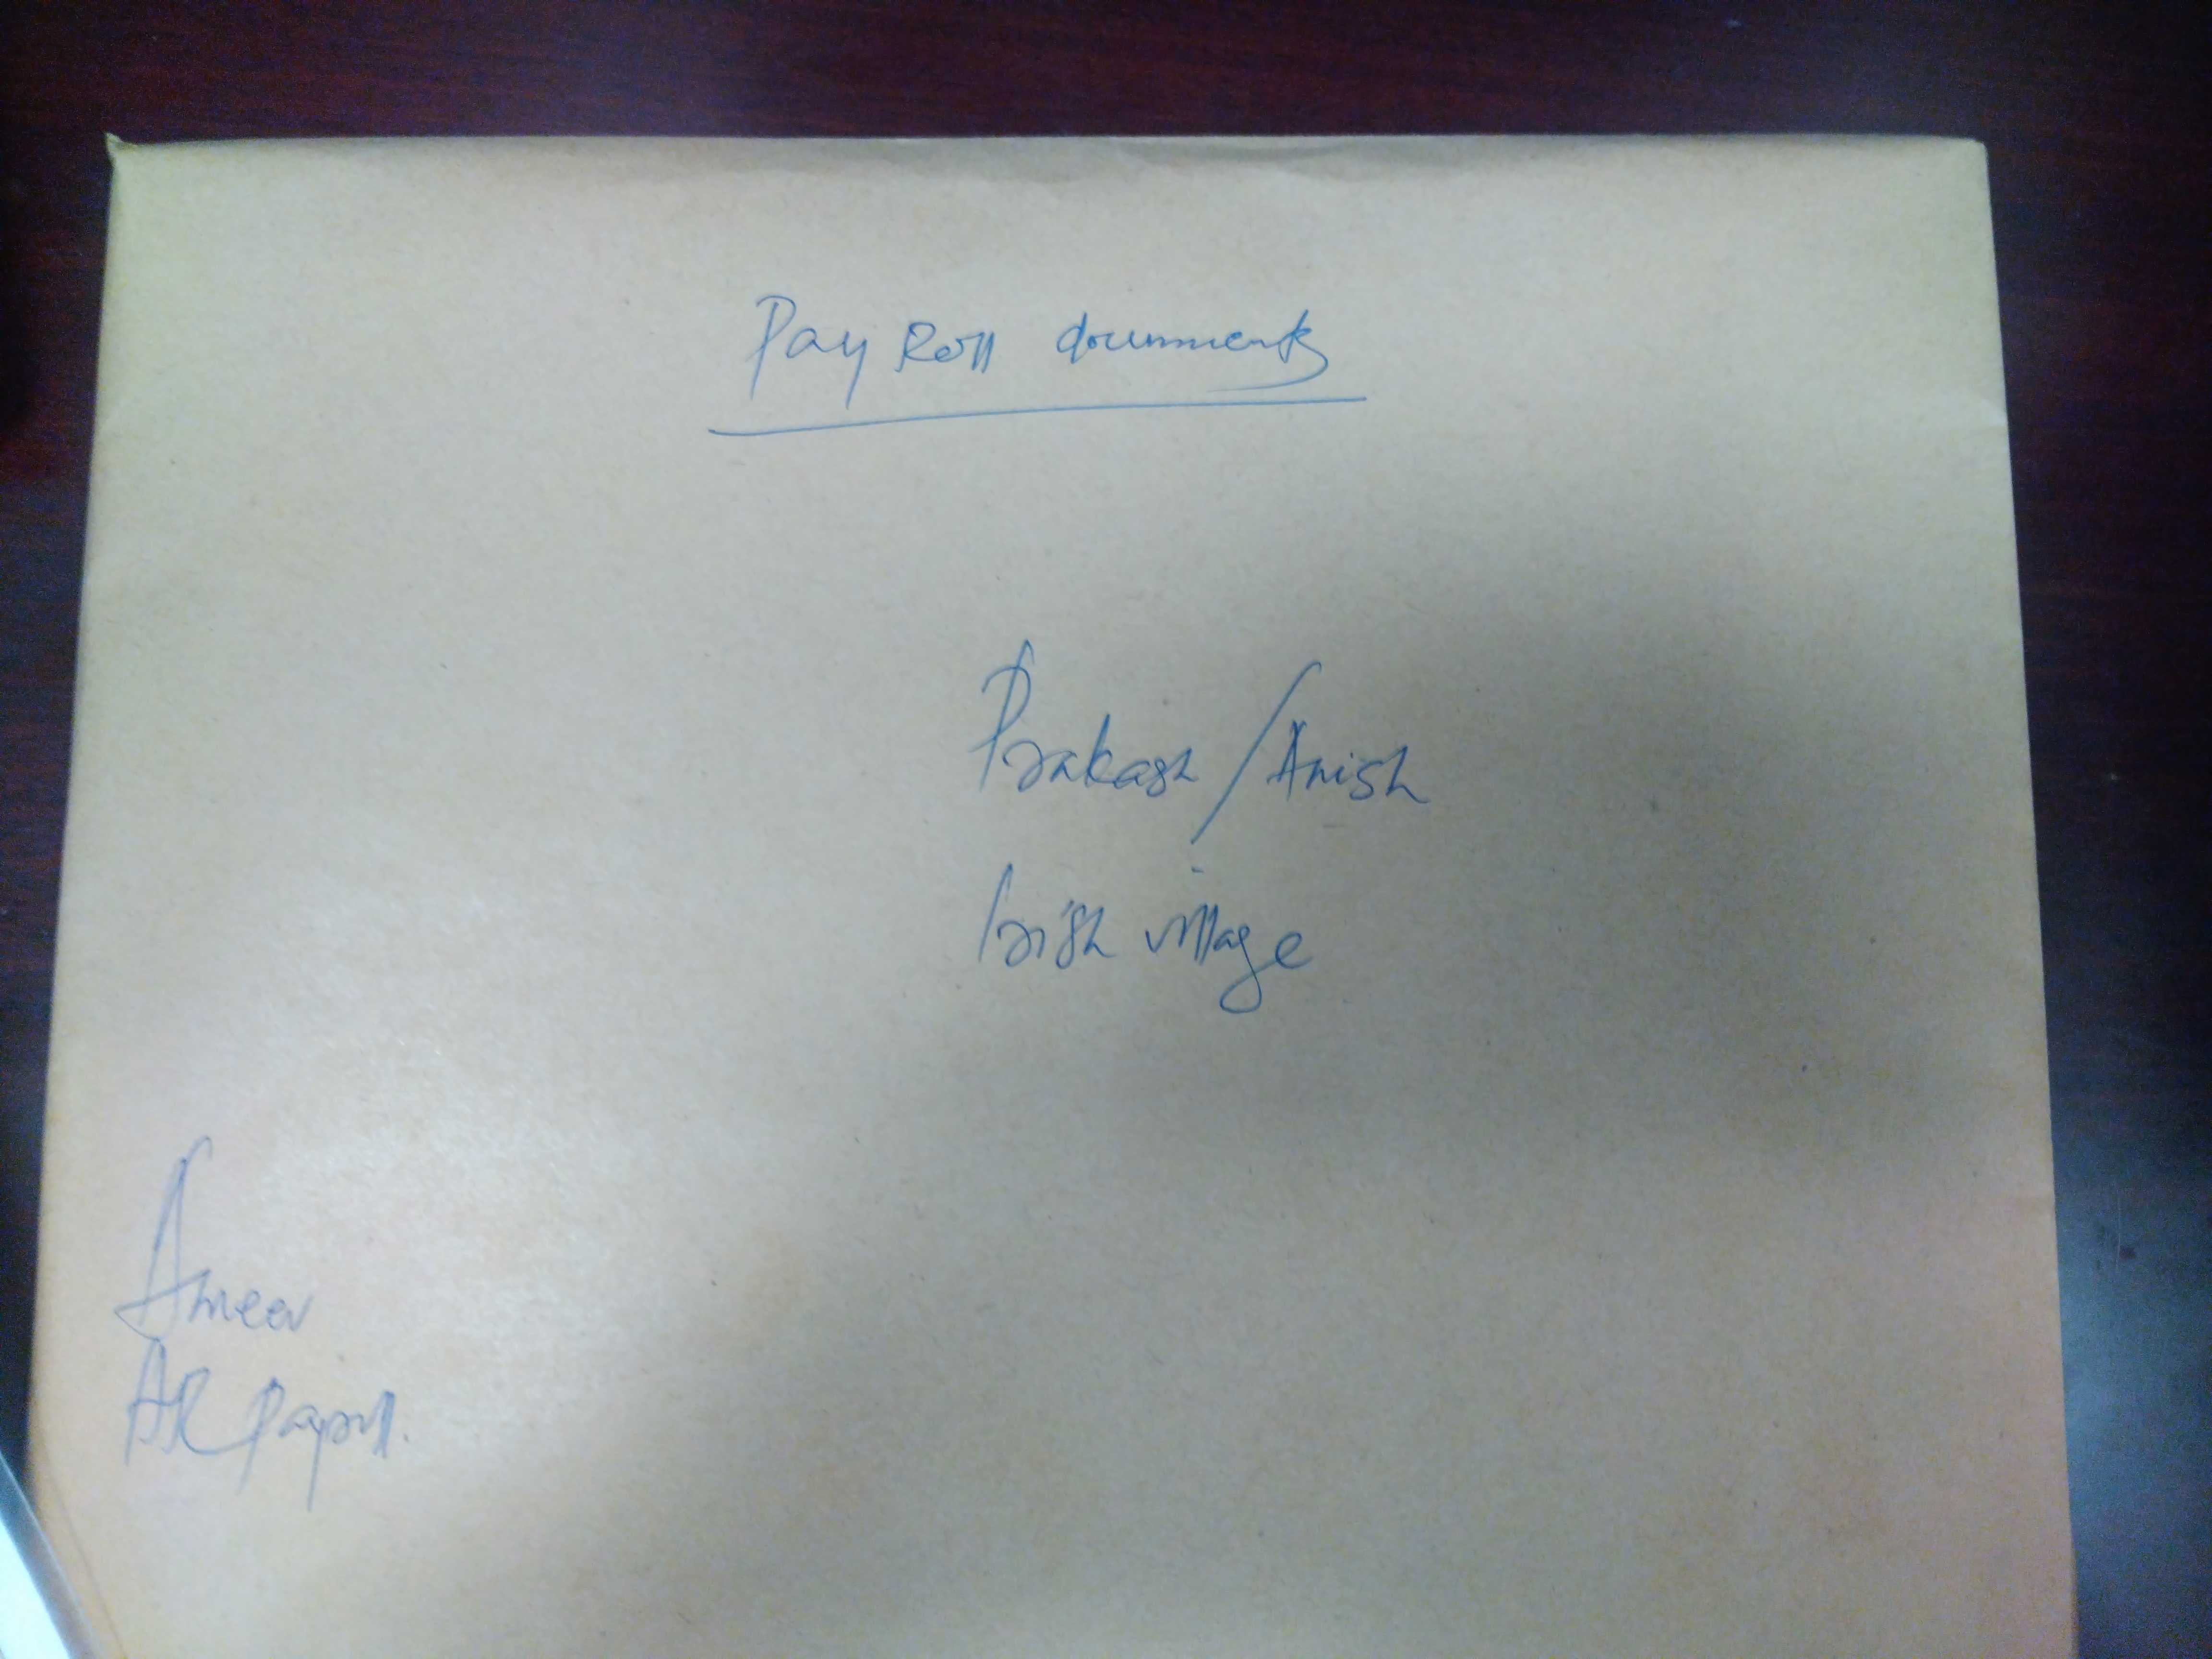 Pay Roll documents
Prakash / Anish
Irish village
Ameer
AR payroll.